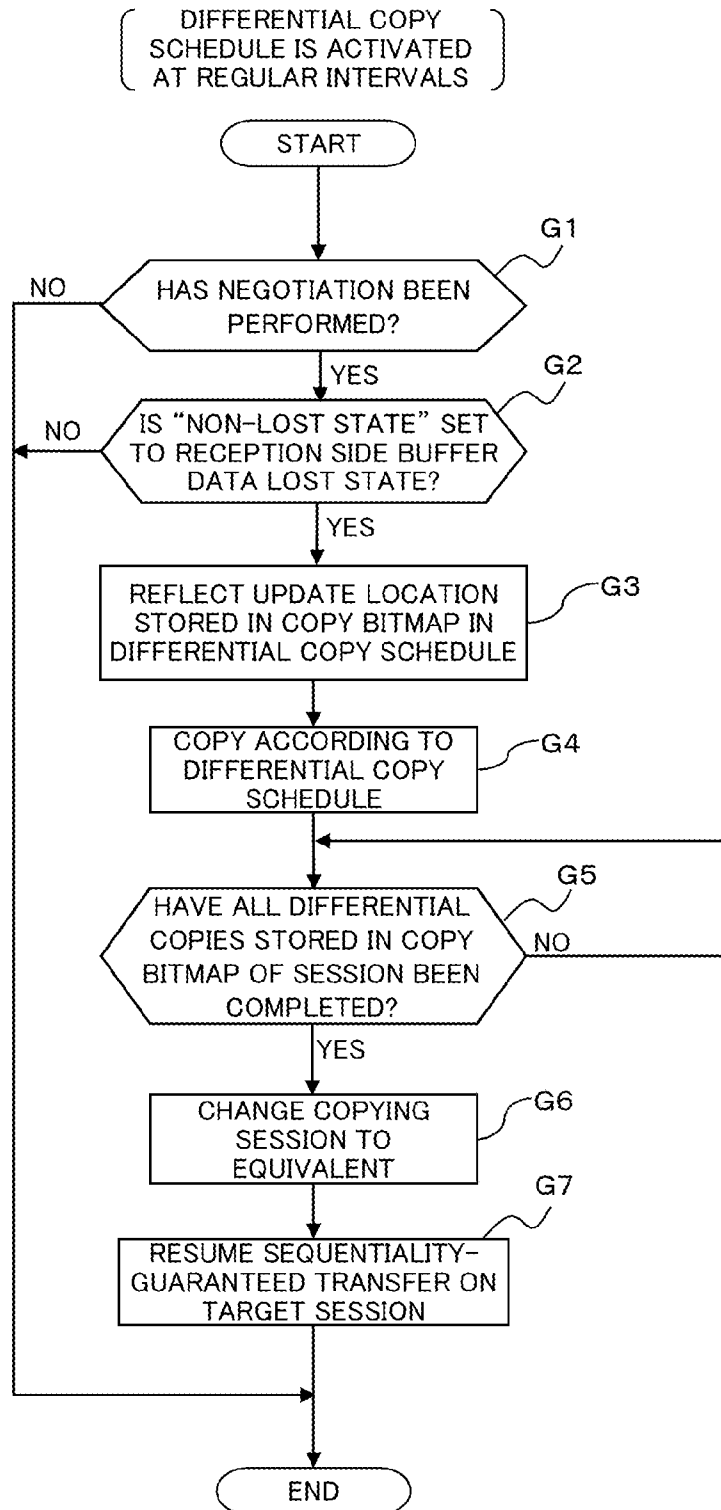 DIFFERENTIAL COPY
SCHEDULE IS ACTIVATED
AT REGULAR INTERVALS
START
G1
NO
HAS NEGOTIATION BEEN
PERFORMED?
YES
G2
NO
IS “NON-LOST STATE” SET
TO RECEPTION SIDE BUFFER
DATA LOST STATE?
YES
G3
REFLECT UPDATE LOCATION
STORED IN COPY BITMAP IN
DIFFERENTIAL COPY SCHEDULE
G4
COPY ACCORDING TO
DIFFERENTIAL COPY
SCHEDULE
G5
HAVE ALL DIFFERENTIAL
COPIES STORED IN COPY
BITMAP OF SESSION BEEN
COMPLETED?
NO
YES
G6
CHANGE COPYING
SESSION TO
EQUIVALENT
G7
RESUME SEQUENTIALITY-
GUARANTEED TRANSFER ON
TARGET SESSION
END